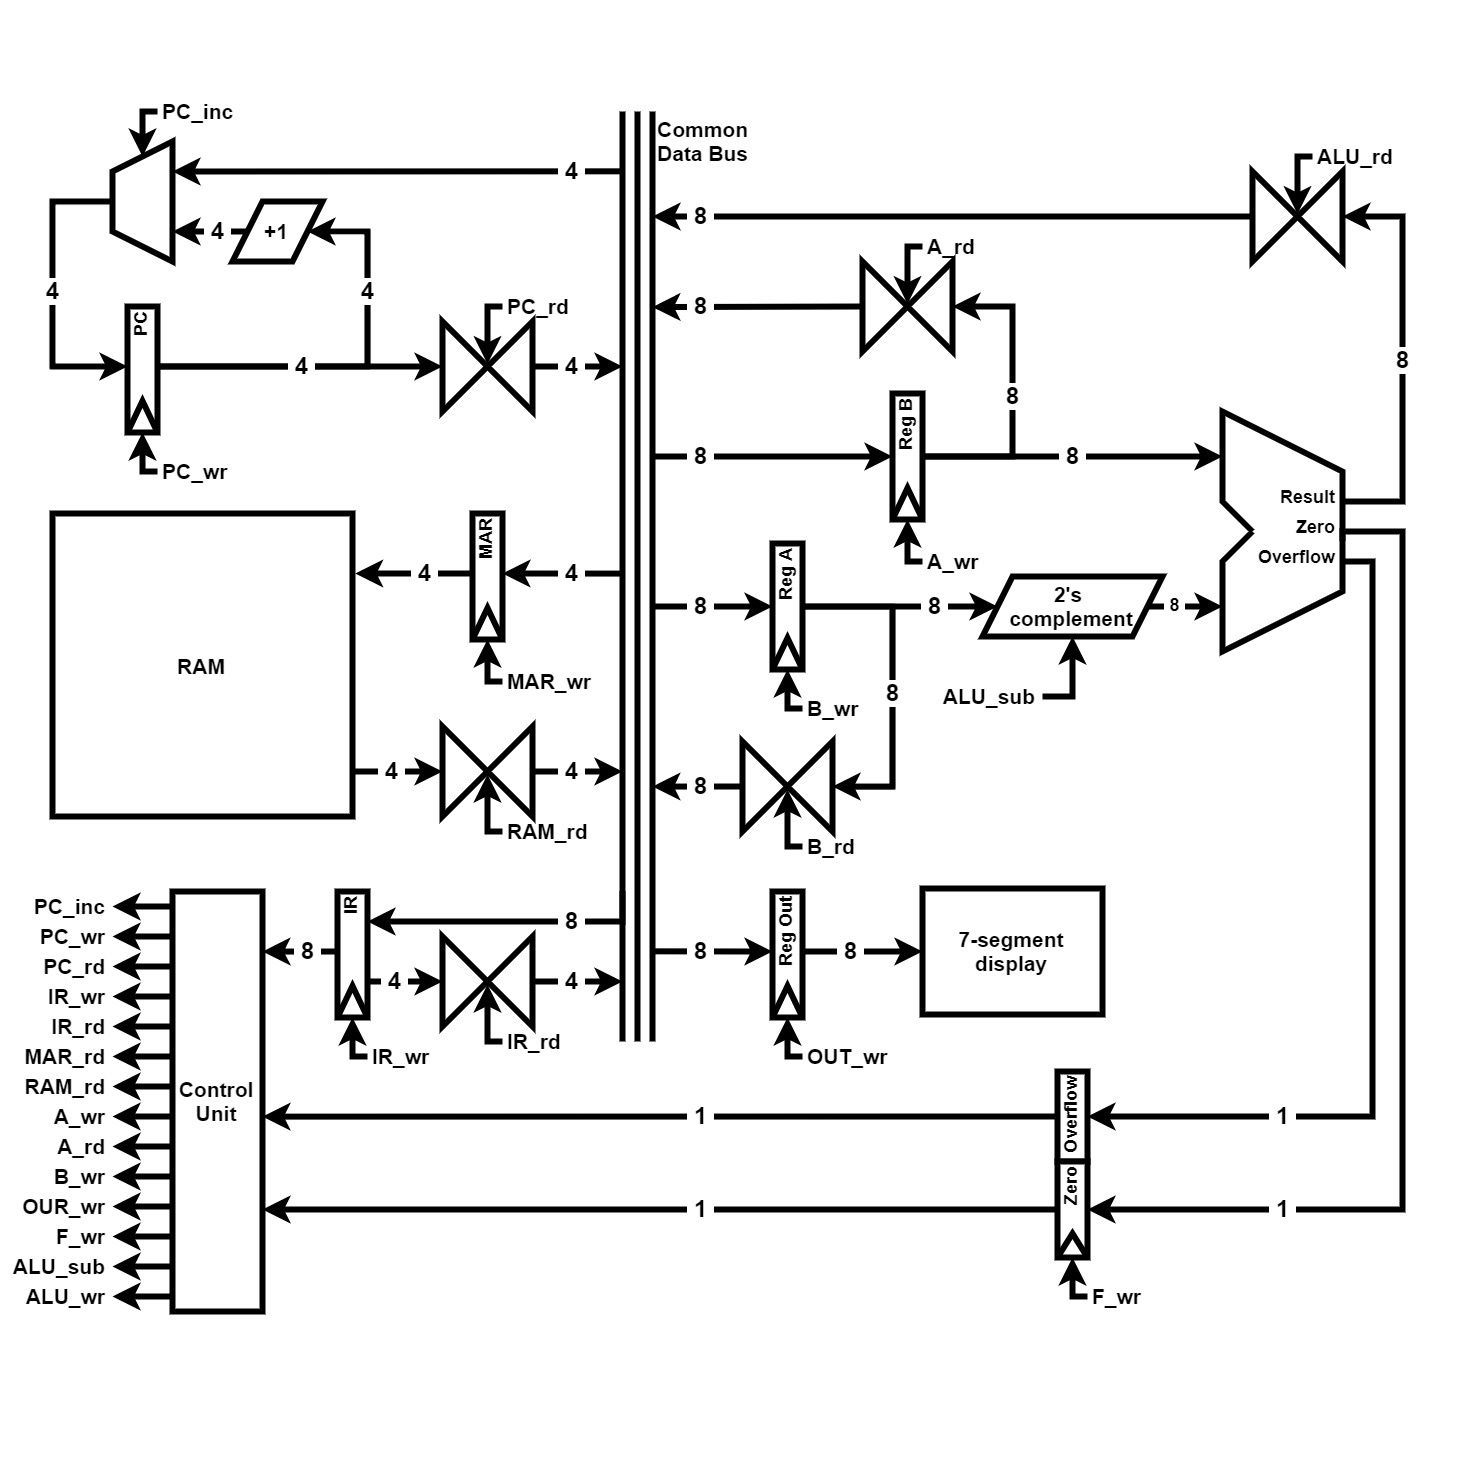 PC_inc
Common
Data Bus
ALU_rd
4
8
4
+1
A_rd
4
4
8
PC
PC_rd
4
4
8
8
Reg B
8
8
PC_wr
Result
Zero
Overflow
A_wr
MAR
4
4
Reg A
8
8
2's
complement
8
RAM
MAR_wr
B_wr
8
ALU_sub
4
4
8
RAM_rd
B_rd
IR
8
8
4
4
IR_wr
IR_rd
Reg Out
8
8
7-segment
display
OUT_wr
PC_inc
PC_wr
PC_rd
IR_wr
IR_rd
MAR_rd
RAM_rd
A_wr
A_rd
B_wr
OUR_wr
F_wr
ALU_sub
ALU_wr
Control
Unit
1
Overflow
1
1
Zero
1
F_wr